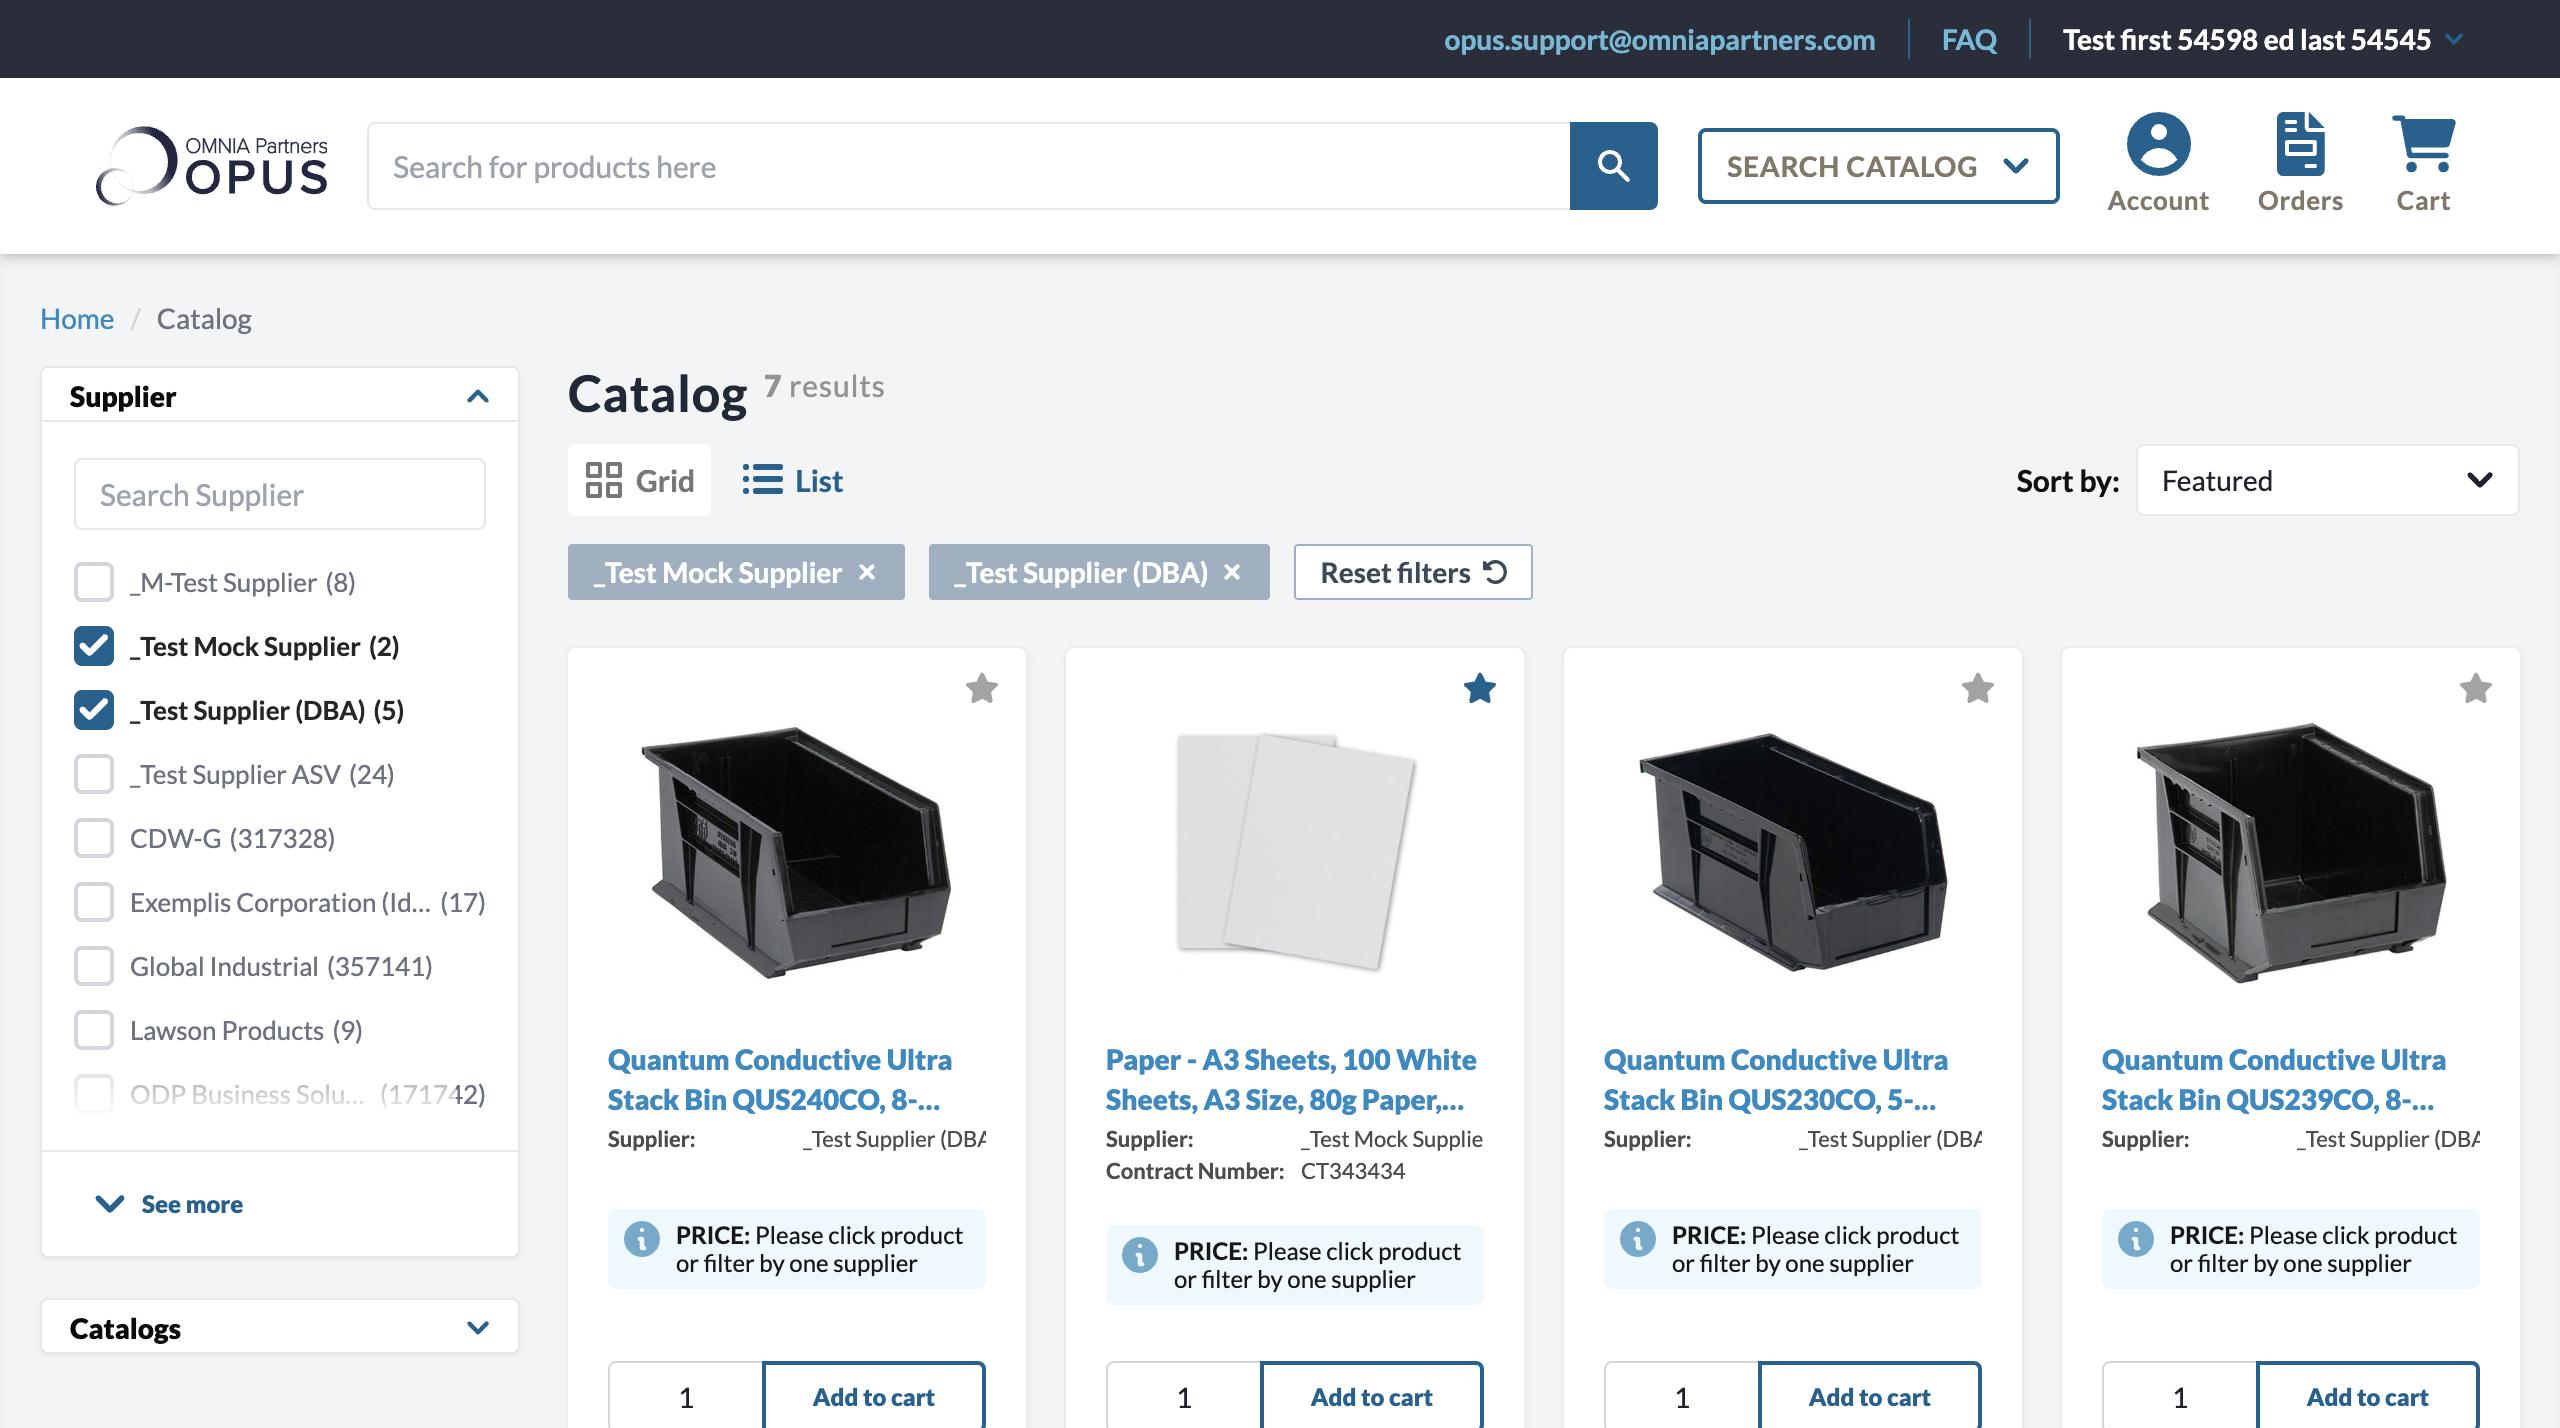 opus.support@omniapartners.com
FAQ
Test first 54598 ed last 54545
OMNIA Partners
OPUS
Search for products here
SEARCH CATALOG
Account
Orders
Cart
Home / Catalog
Supplier
Search Supplier
_M-Test Supplier (8)
_Test Mock Supplier (2)
_Test Supplier (DBA) (5)
_Test Supplier ASV (24)
CDW-G (317328)
Exemplis Corporation (Id... (17)
Global Industrial (357141)
Lawson Products (9)
ODP Business Solu... (171742)
See more
Catalogs
Catalog 7 results
Grid
List
Sort by:
Featured
_Test Mock Supplier ×
_Test Supplier (DBA) ×
Reset filters
Quantum Conductive Ultra
Stack Bin QUS240CO, 8-...
Supplier: _Test Supplier (DBA
PRICE: Please click product
or filter by one supplier
1
Add to cart
Paper - A3 Sheets, 100 White
Sheets, A3 Size, 80g Paper,...
Supplier: _Test Mock Supplie
Contract Number: CT343434
PRICE: Please click product
or filter by one supplier
1
Add to cart
Quantum Conductive Ultra
Stack Bin QUS230CO, 5-...
Supplier: _Test Supplier (DBA
PRICE: Please click product
or filter by one supplier
1
Add to cart
Quantum Conductive Ultra
Stack Bin QUS239CO, 8-...
Supplier: _Test Supplier (DBA
PRICE: Please click product
or filter by one supplier
1
Add to cart